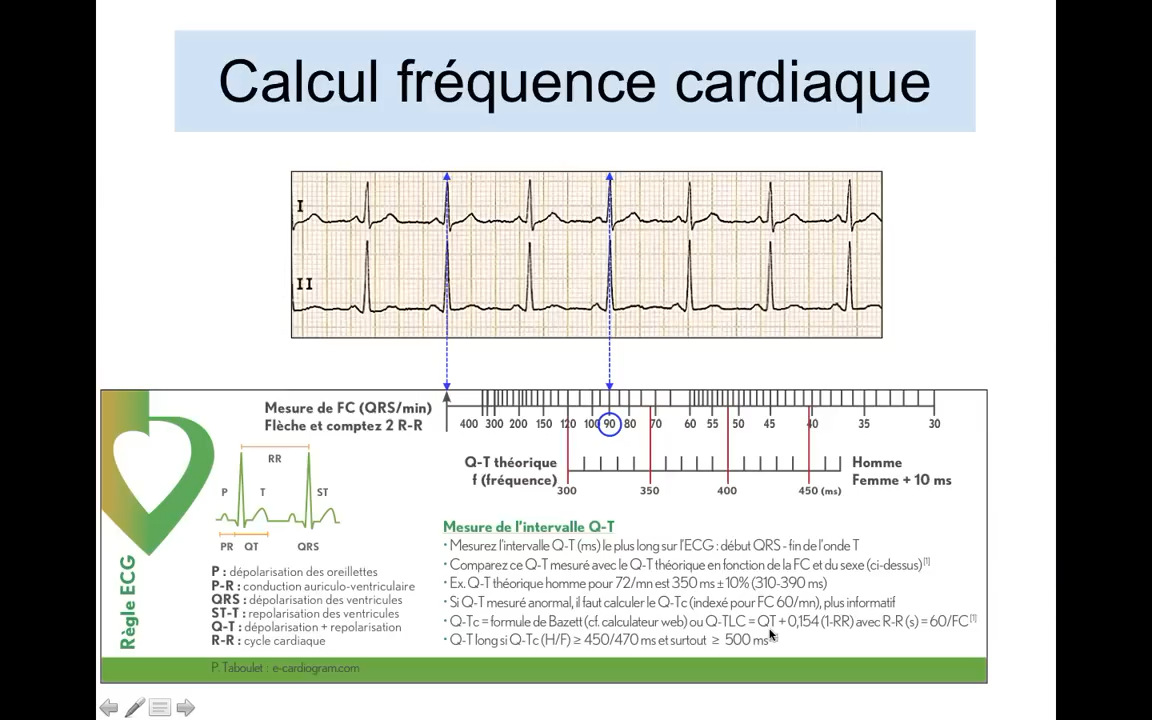 Calcul fréquence cardiaque
I
II
Mesure de FC (QRS/min)
Flèche et comptez 2 R-R
400 300 200 150 120 100 90 80 70 60 55 50 45 40 35 30
Q-T théorique
f (fréquence)
300 350 400 450 (ms)
Homme
Femme + 10 ms
RR
P T ST
PR QT QRS
Règle ECG
P : dépolarisation des oreillettes
P-R : conduction auriculo-ventriculaire
QRS : dépolarisation des ventricules
ST-T : repolarisation des ventricules
Q-T : dépolarisation + repolarisation
R-R : cycle cardiaque
Mesure de l'intervalle Q-T
• Mesurez l'intervalle Q-T (ms) le plus long sur l'ECG : début QRS - fin de l'onde T
• Comparez ce Q-T mesuré avec le Q-T théorique en fonction de la FC et du sexe (ci-dessus) [1]
• Ex. Q-T théorique homme pour 72/mn est 350 ms ± 10% (310-390 ms)
• Si Q-T mesuré anormal, il faut calculer le Q-Tc (indexé pour FC 60/mn), plus informatif
• Q-Tc = formule de Bazett (cf. calculateur web) ou Q-TLC = QT + 0,154 (1-RR) avec R-R (s) = 60/FC [1]
• Q-T long si Q-Tc (H/F) ≥ 450/470 ms et surtout ≥ 500 ms
P. Taboulet : e-cardiogram.com